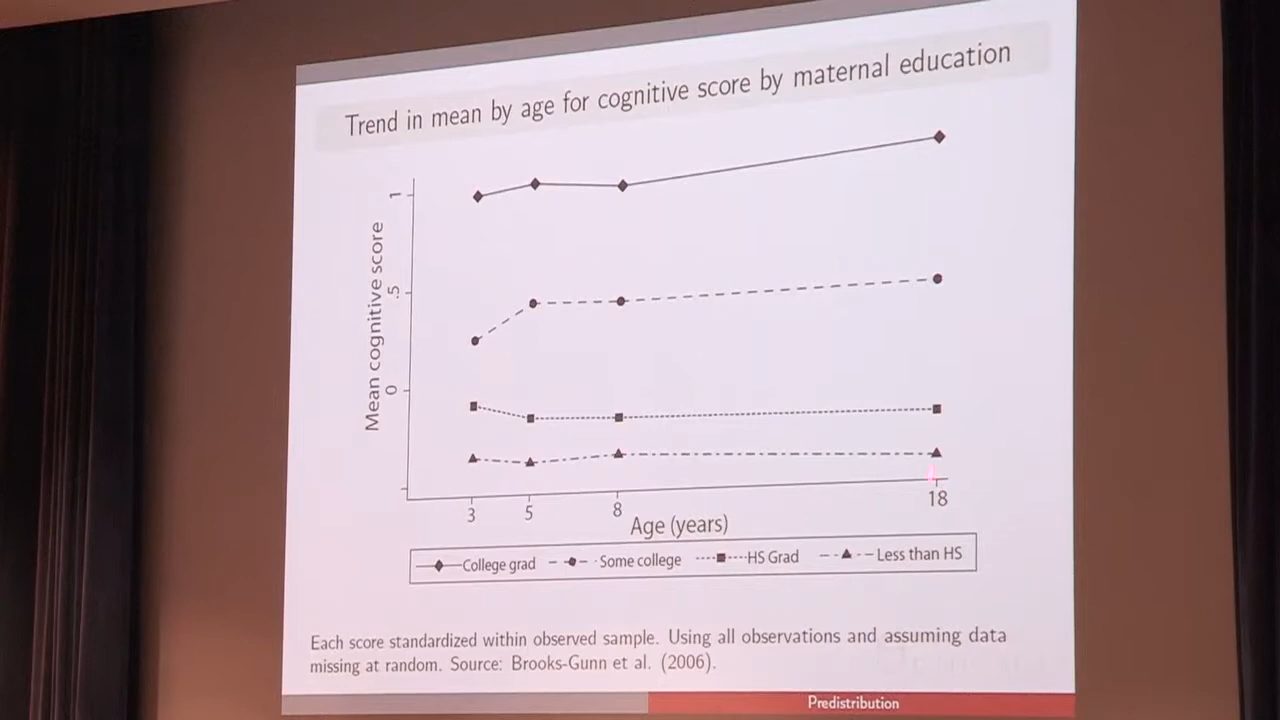 Trend in mean by age for cognitive score by maternal education
Mean cognitive score
1
.5
0
3
5
8
18
Age (years)
College grad
Some college
HS Grad
Less than HS
Each score standardized within observed sample. Using all observations and assuming data
missing at random. Source: Brooks-Gunn et al. (2006).
Predistribution